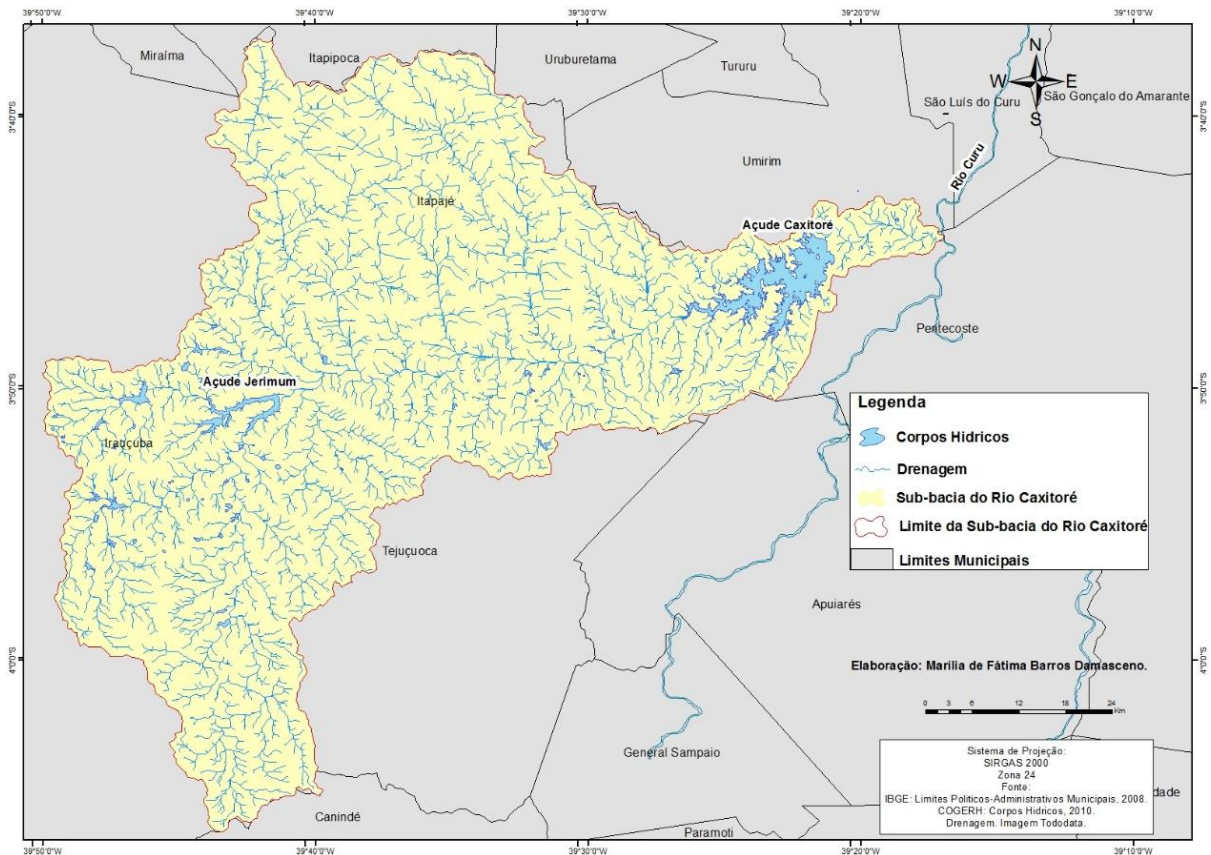 39°50'0"W 39°40'0"W 39°30'0"W 39°20'0"W 39°10'0"W
Miraíma
Itapipoca
Uruburetama
Tururu
N
W E
S
São Luís do Curu
São Gonçalo do Amarante
3°40'0"S
3°40'0"S
Umirim
Rio Curu
Itapajé
Açude Caxitoré
Pentecoste
Açude Jerimum
3°50'0"S
3°50'0"S
Irauçuba
Legenda
Corpos Hídricos
Drenagem
Sub-bacia do Rio Caxitoré
Limite da Sub-bacia do Rio Caxitoré
Limites Municipais
Tejuçuoca
Apuiarés
4°0'0"S
4°0'0"S
Elaboração: Marília de Fátima Barros Damasceno.
0 3 6 12 18 24
Km
General Sampaio
Sistema de Projeção:
SIRGAS 2000
Zona 24
Fonte:
IBGE: Limites Politicos-Administrativos Municipais, 2008.
COGERH: Corpos Hidricos, 2010.
Drenagem. Imagem Tododata.
dade
Canindé
Paramoti
39°50'0"W 39°40'0"W 39°30'0"W 39°20'0"W 39°10'0"W